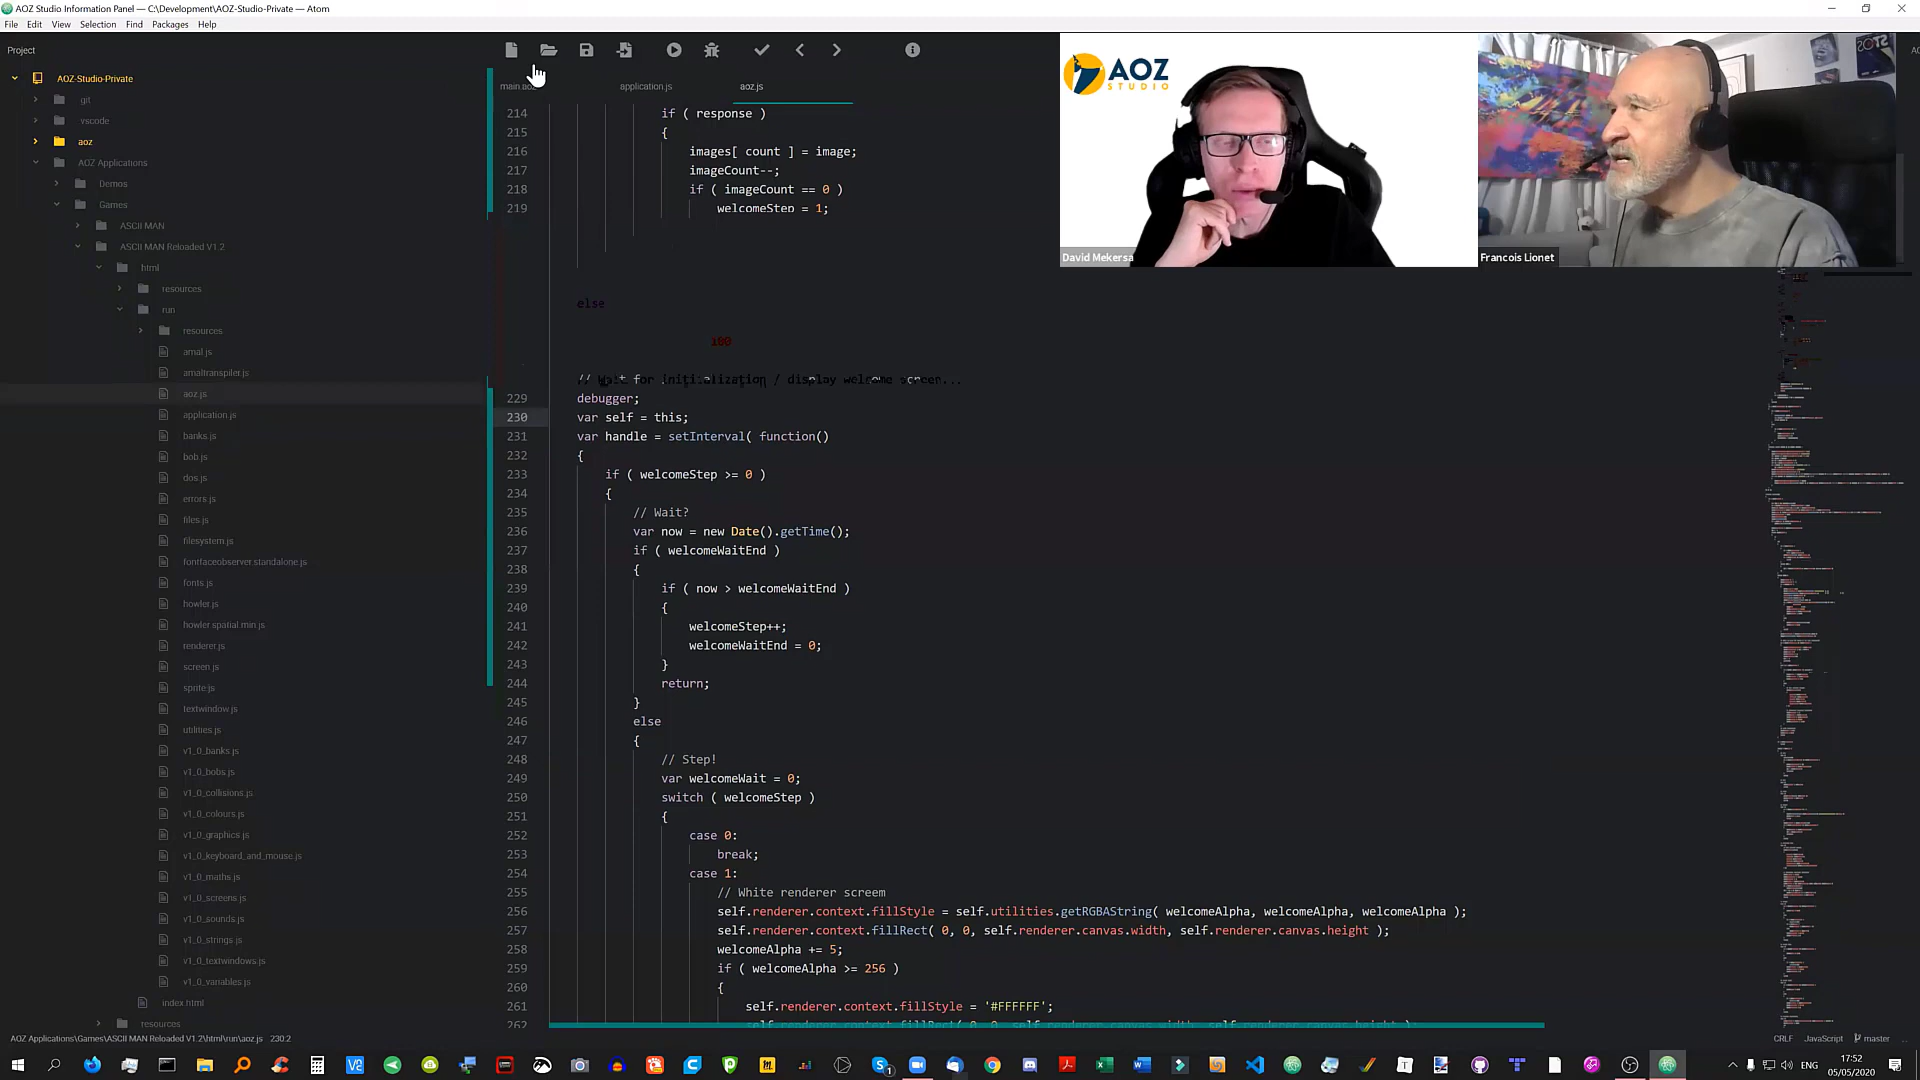 AOZ Studio Information Panel — C:\Development\AOZ-Studio-Private — Atom
File Edit View Selection Find Packages Help
Project
AOZ-Studio-Private
git
vscode
aoz
AOZ Applications
Demos
Games
ASCII MAN
ASCII MAN Reloaded V1.2
html
resources
run
resources
amal.js
amaltranspiler.js
aoz.js
application.js
banks.js
bob.js
dos.js
errors.js
files.js
filesystem.js
fontfaceobserver.standalone.js
fonts.js
howler.js
howler.spatial.min.js
renderer.js
screen.js
sprite.js
textwindow.js
utilities.js
v1_0_banks.js
v1_0_bobs.js
v1_0_collisions.js
v1_0_colours.js
v1_0_graphics.js
v1_0_keyboard_and_mouse.js
v1_0_maths.js
v1_0_screens.js
v1_0_sounds.js
v1_0_strings.js
v1_0_textwindows.js
v1_0_variables.js
index.html
resources
application.js
aoz.js
214 if ( response )
215 {
216 images[ count ] = image;
217 imageCount--;
218 if ( imageCount == 0 )
219 welcomeStep = 1;
else
100
initialization / display welcome
229 debugger;
230 var self = this;
231 var handle = setInterval( function()
232 {
233 if ( welcomeStep >= 0 )
234 {
235 // Wait?
236 var now = new Date().getTime();
237 if ( welcomeWaitEnd )
238 {
239 if ( now > welcomeWaitEnd )
240 {
241 welcomeStep++;
242 welcomeWaitEnd = 0;
243 }
244 return;
245 }
246 else
247 {
248 // Step!
249 var welcomeWait = 0;
250 switch ( welcomeStep )
251 {
252 case 0:
253 break;
254 case 1:
255 // White renderer screem
256 self.renderer.context.fillStyle = self.utilities.getRGBAString( welcomeAlpha, welcomeAlpha, welcomeAlpha );
257 self.renderer.context.fillRect( 0, 0, self.renderer.canvas.width, self.renderer.canvas.height );
258 welcomeAlpha += 5;
259 if ( welcomeAlpha >= 256 )
260 {
261 self.renderer.context.fillStyle = '#FFFFFF';
262
AOZ
STUDIO
David Mekersa
Francois Lionet
STOS
AOZ Applications\Games\ASCII MAN Reloaded V1.2\html\run\aoz.js 230:2
CRLF JavaScript master
ENG
17:52
05/05/2020